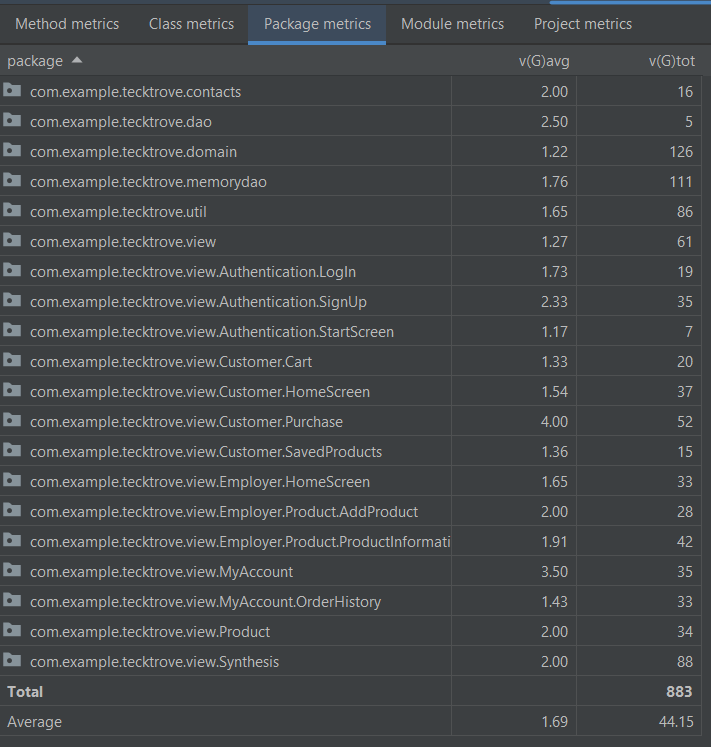 Method metrics Class metrics Package metrics Module metrics Project metrics
package v(G)avg v(G)tot
com.example.tecktrove.contacts 2.00 16
com.example.tecktrove.dao 2.50 5
com.example.tecktrove.domain 1.22 126
com.example.tecktrove.memorydao 1.76 111
com.example.tecktrove.util 1.65 86
com.example.tecktrove.view 1.27 61
com.example.tecktrove.view.Authentication.LogIn 1.73 19
com.example.tecktrove.view.Authentication.SignUp 2.33 35
com.example.tecktrove.view.Authentication.StartScreen 1.17 7
com.example.tecktrove.view.Customer.Cart 1.33 20
com.example.tecktrove.view.Customer.HomeScreen 1.54 37
com.example.tecktrove.view.Customer.Purchase 4.00 52
com.example.tecktrove.view.Customer.SavedProducts 1.36 15
com.example.tecktrove.view.Employer.HomeScreen 1.65 33
com.example.tecktrove.view.Employer.Product.AddProduct 2.00 28
com.example.tecktrove.view.Employer.Product.ProductInformati 1.91 42
com.example.tecktrove.view.MyAccount 3.50 35
com.example.tecktrove.view.MyAccount.OrderHistory 1.43 33
com.example.tecktrove.view.Product 2.00 34
com.example.tecktrove.view.Synthesis 2.00 88
Total 883
Average 1.69 44.15